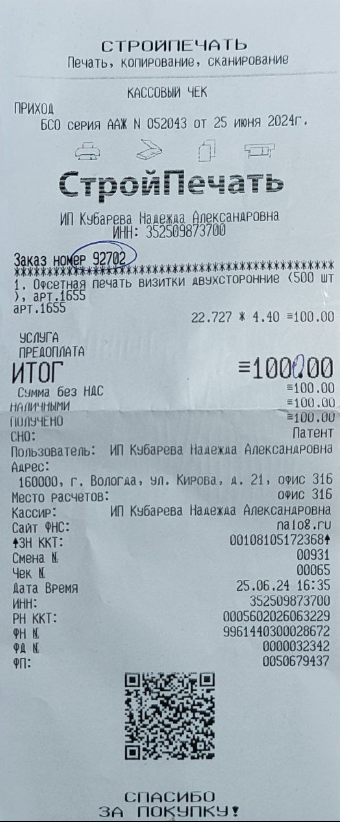 СТРОЙПЕЧАТЬ
Печать, копирование, сканирование
КАССОВЫЙ ЧЕК
ПРИХОД
БСО серия ААЖ N 052043 от 25 июня 2024г.
СтройПечать
ИП Кубарева Надежда Александровна
ИНН: 352509873700
Заказ номер 92702
************************************************
1. Офсетная печать визитки двухсторонние (500 шт
), арт.1655
арт.1655
22.727 * 4.40 ≡100.00
УСЛУГА
ПРЕДОПЛАТА
ИТОГ ≡100.00
Сумма без НДС ≡100.00
НАЛИЧНЫМИ ≡100.00
ПОЛУЧЕНО ≡100.00
СНО: Патент
Пользователь: ИП Кубарева Надежда Александровна
Адрес:
160000, г. Вологда, ул. Кирова, д. 21, офис 316
Место расчетов: офис 316
Кассир: ИП Кубарева Надежда Александровна
Сайт ФНС: nalog.ru
↑ЗН ККТ: 00108105172368↑
Смена № 00931
Чек № 00065
Дата Время 25.06.24 16:35
ИНН: 352509873700
РН ККТ: 0005602026063229
ФН № 9961440300028672
ФД № 0000032342
ФП: 0050679437
СПАСИБО
ЗА ПОКУПКУ!